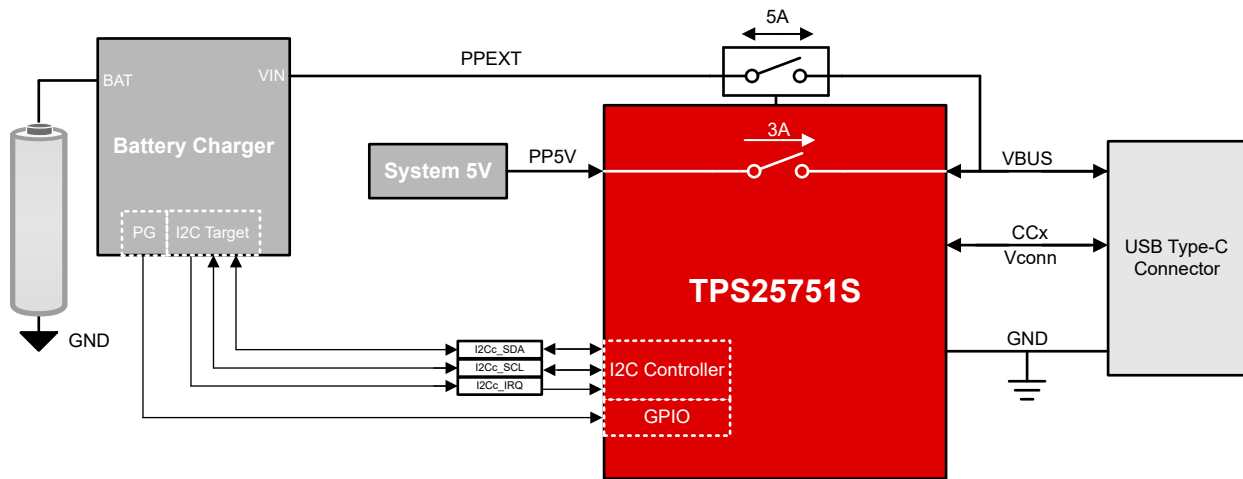 5A
PPEXT
BAT
VIN
Battery Charger
3A
PP5V
System 5V
VBUS
PG
I2C Target
CCx
Vconn
USB Type-C
Connector
TPS25751S
GND
GND
I2Cc_SDA
I2Cc_SCL
I2Cc_IRQ
I2C Controller
GPIO